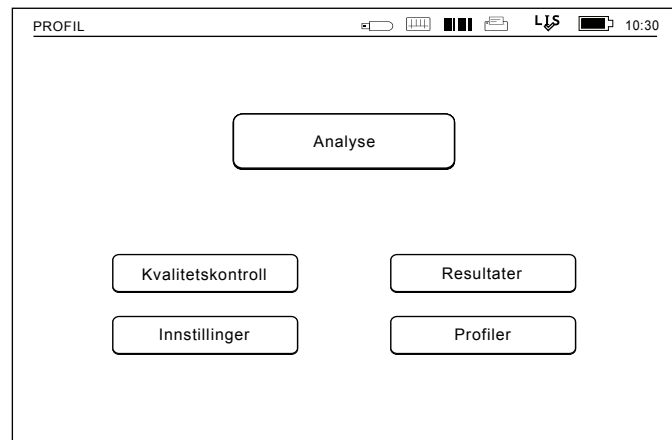 PROFIL LIS 10:30
Analyse
Kvalitetskontroll Resultater
Innstillinger Profiler